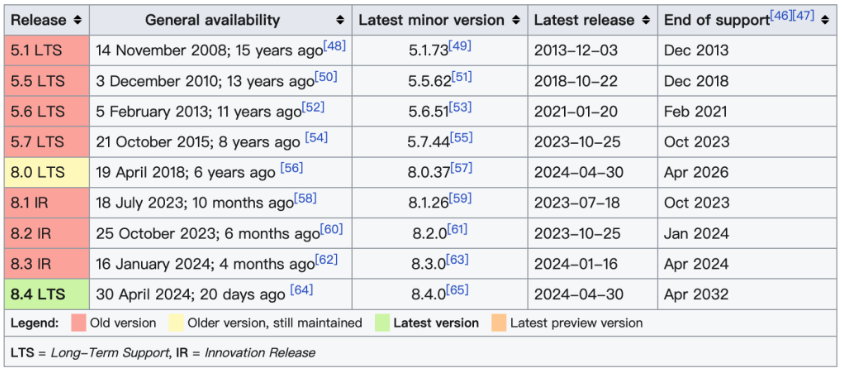 Release General availability Latest minor version Latest release End of support[46][47]
5.1 LTS 14 November 2008; 15 years ago[48] 5.1.73[49] 2013–12–03 Dec 2013
5.5 LTS 3 December 2010; 13 years ago[50] 5.5.62[51] 2018–10–22 Dec 2018
5.6 LTS 5 February 2013; 11 years ago[52] 5.6.51[53] 2021–01–20 Feb 2021
5.7 LTS 21 October 2015; 8 years ago [54] 5.7.44[55] 2023–10–25 Oct 2023
8.0 LTS 19 April 2018; 6 years ago [56] 8.0.37[57] 2024–04–30 Apr 2026
8.1 IR 18 July 2023; 10 months ago[58] 8.1.26[59] 2023–07–18 Oct 2023
8.2 IR 25 October 2023; 6 months ago[60] 8.2.0[61] 2023–10–25 Jan 2024
8.3 IR 16 January 2024; 4 months ago[62] 8.3.0[63] 2024–01–16 Apr 2024
8.4 LTS 30 April 2024; 20 days ago [64] 8.4.0[65] 2024–04–30 Apr 2032
Legend: Old version Older version, still maintained Latest version Latest preview version
LTS = Long–Term Support, IR = Innovation Release